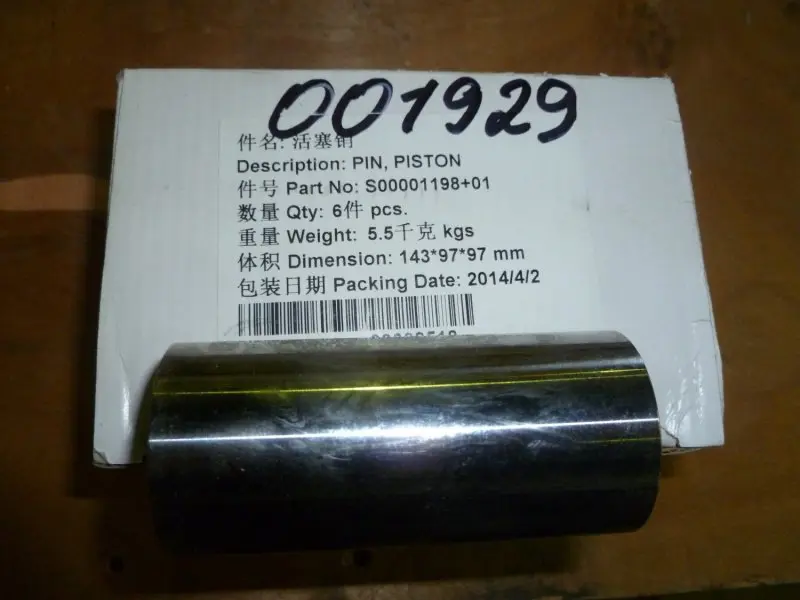 001929
件名: 活塞销
Description: PIN, PISTON
件号 Part No: S00001198+01
数量 Qty: 6件 pcs.
重量 Weight: 5.5千克 kgs
体积 Dimension: 143*97*97 mm
包装日期 Packing Date: 2014/4/2